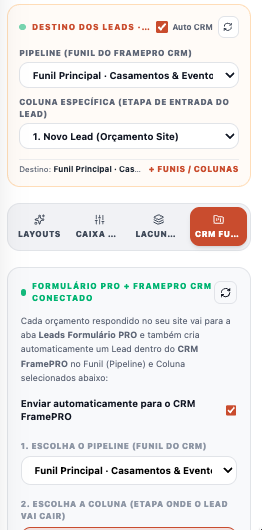 DESTINO DOS LEADS -... Auto CRM
PIPELINE (FUNIL DO FRAMEPRO CRM)
Funil Principal · Casamentos & Evento
COLUNA ESPECÍFICA (ETAPA DE ENTRADA DO
LEAD)
1. Novo Lead (Orçamento Site)
Destino: Funil Principal · Cas... + FUNIS / COLUNAS
LAYOUTS CAIXA ... LACUN... CRM FU...
FORMULÁRIO PRO + FRAMEPRO CRM
CONECTADO
Cada orçamento respondido no seu site vai para a
aba Leads Formulário PRO e também cria
automaticamente um Lead dentro do CRM
FramePRO no Funil (Pipeline) e Coluna
selecionados abaixo:
Enviar automaticamente para o CRM
FramePRO
1. ESCOLHA O PIPELINE (FUNIL DO CRM)
Funil Principal · Casamentos & Evento
2. ESCOLHA A COLUNA (ETAPA ONDE O LEAD
VAI CAIR)